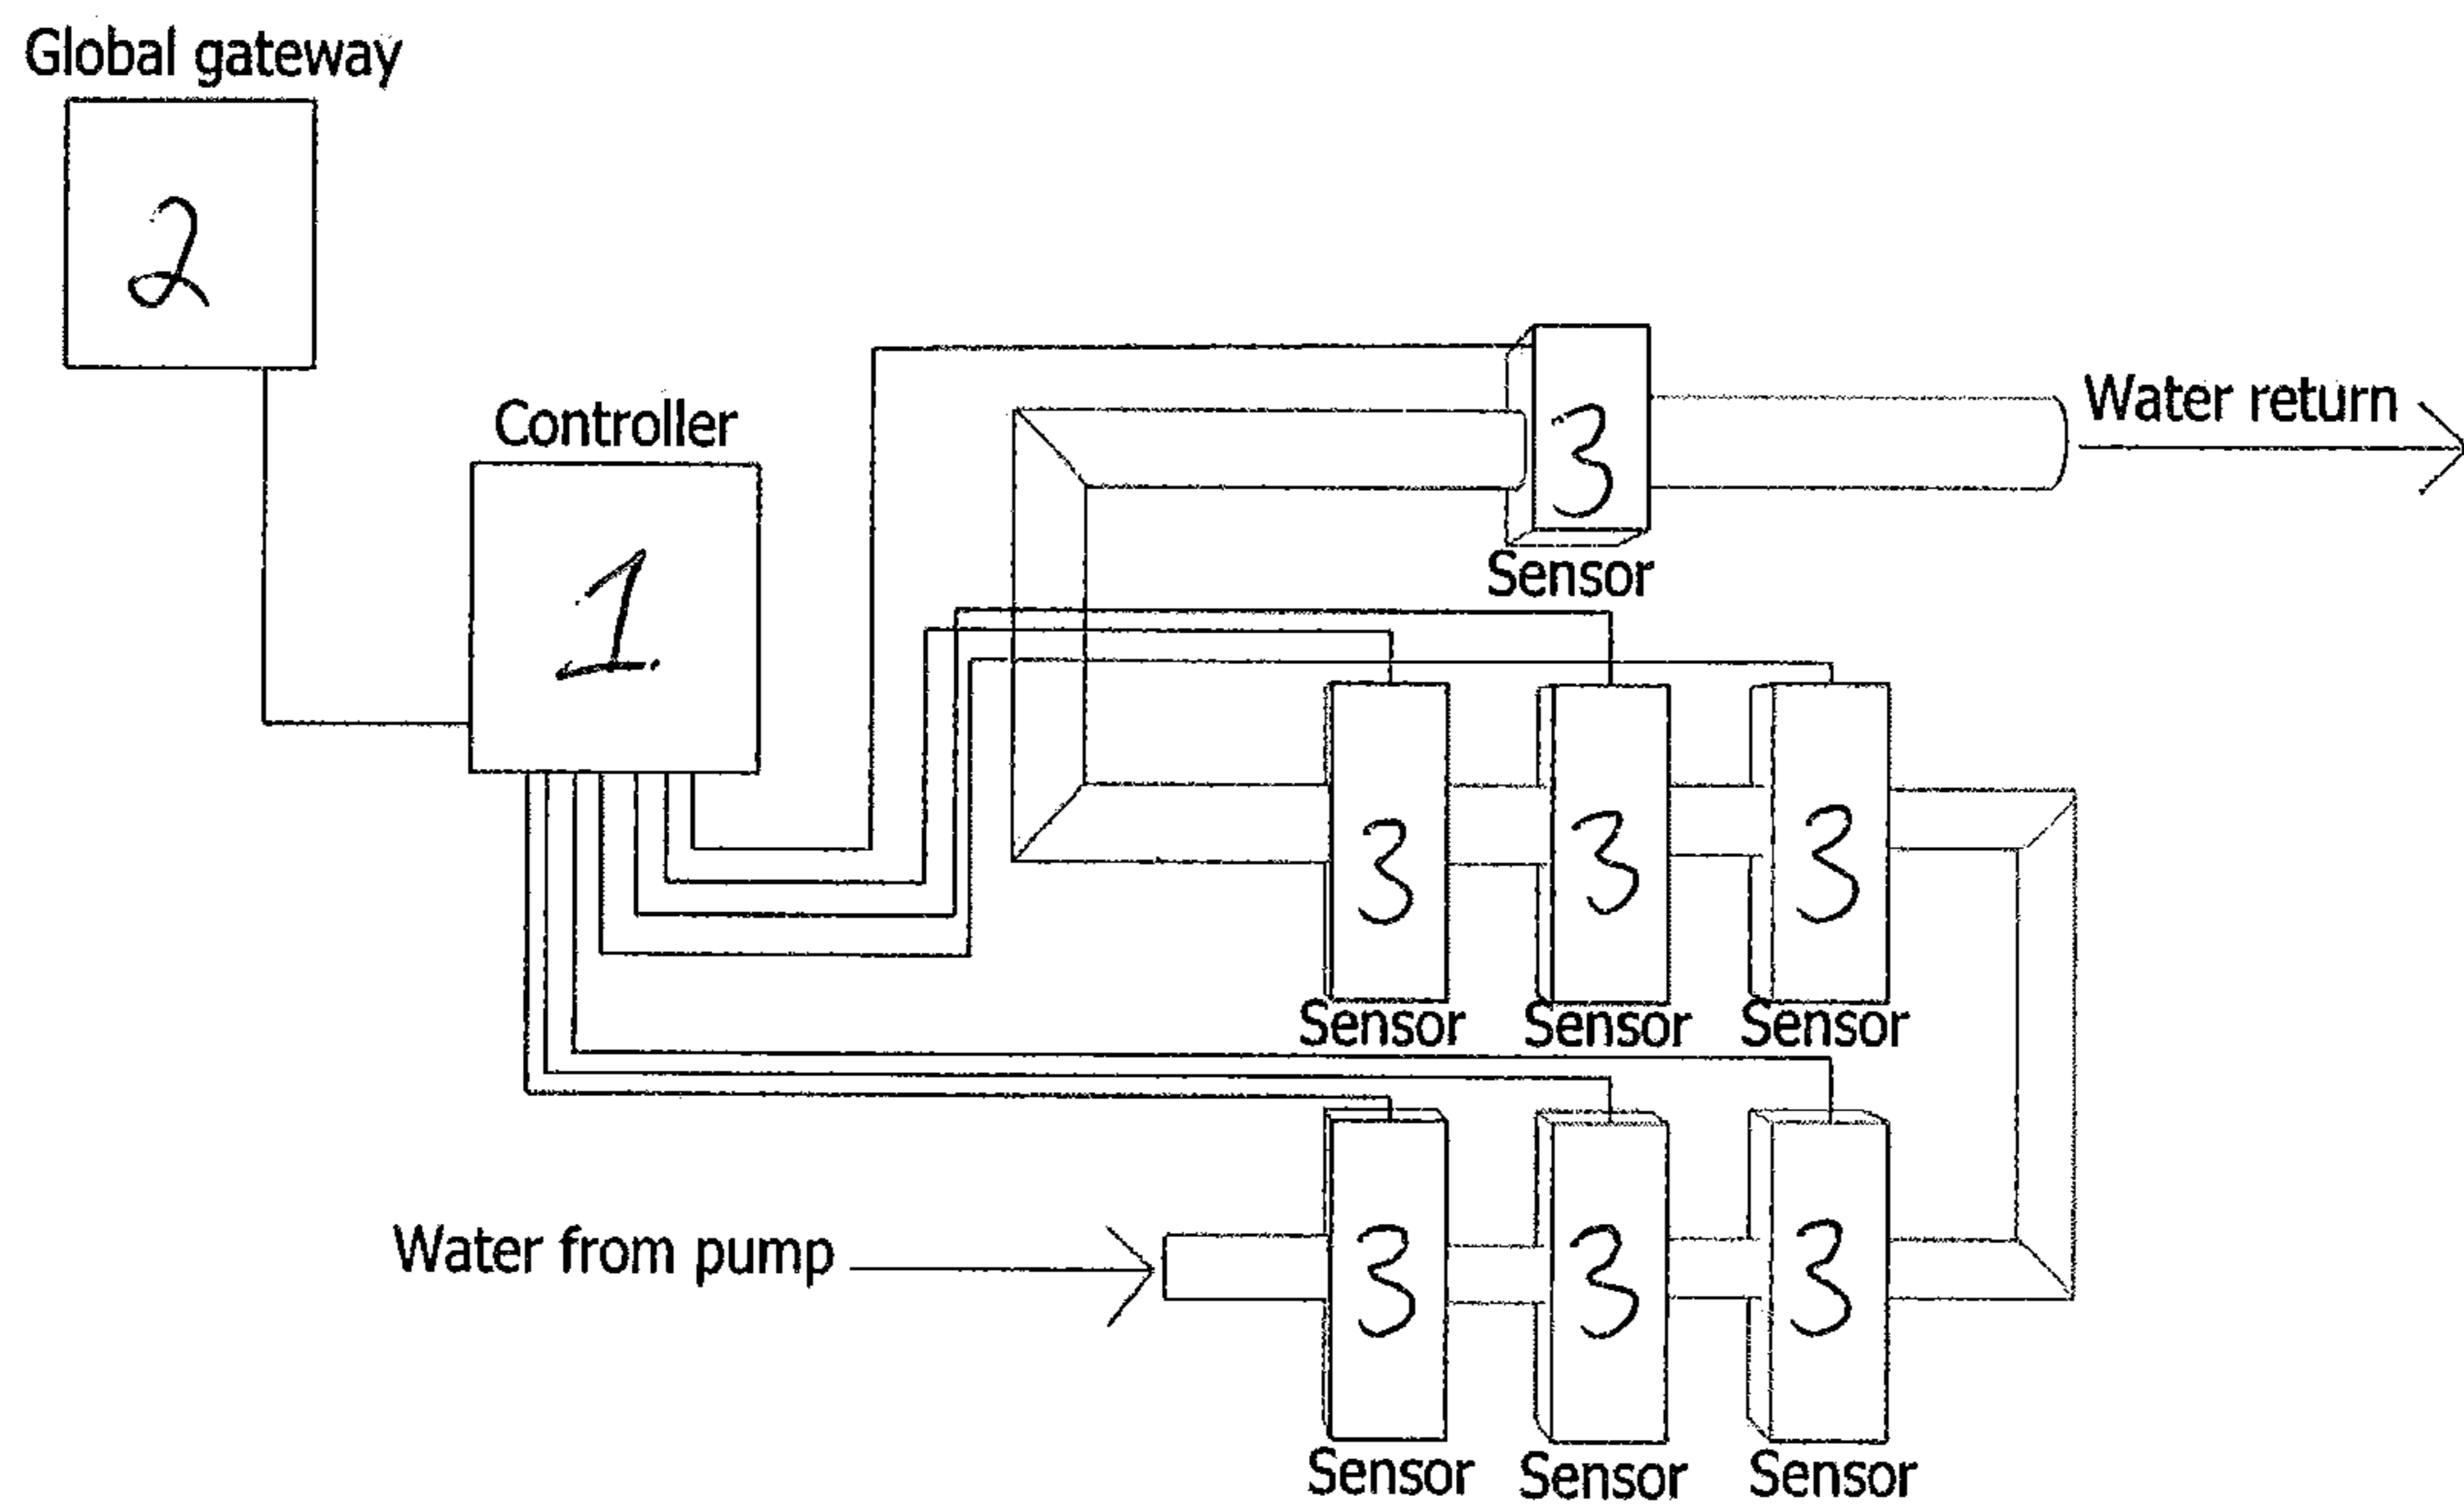 Global gateway
2
Controller
1.
3
Water return
Sensor
3
3
3
Sensor
Sensor
Sensor
Water from pump
3
3
3
Sensor
Sensor
Sensor